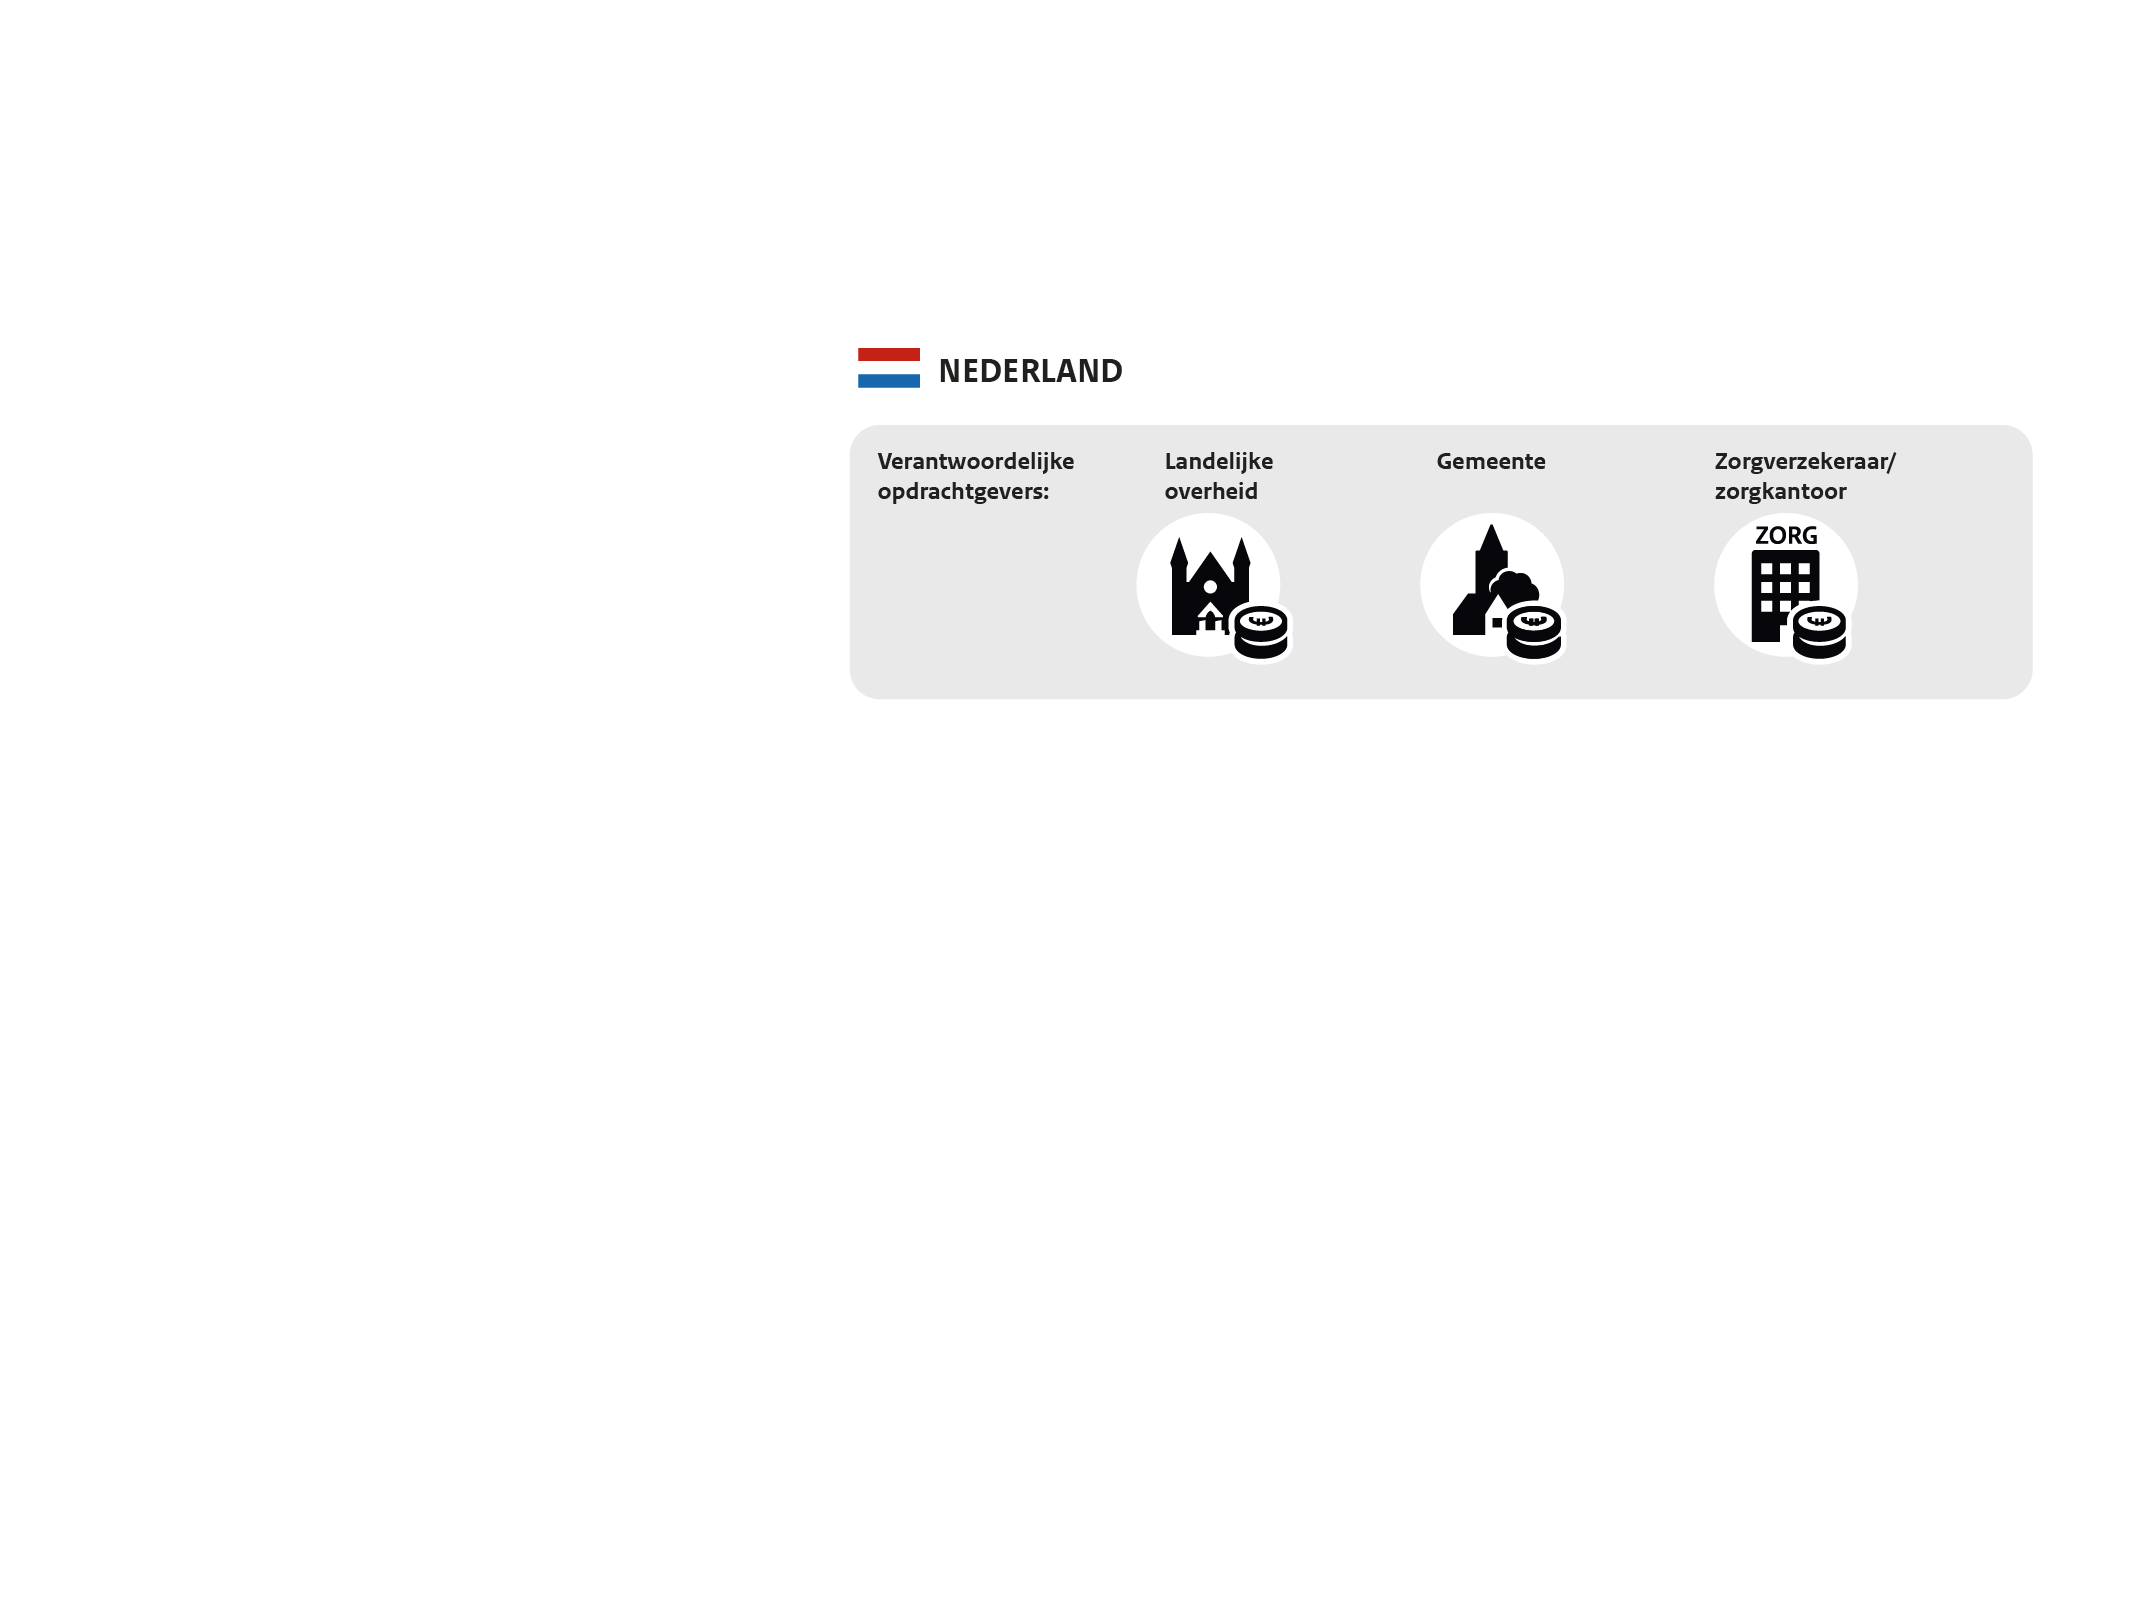 NEDERLAND
Verantwoordelijke
opdrachtgevers:
Landelijke
overheid
Gemeente
Zorgverzekeraar/
zorgkantoor
ZORG